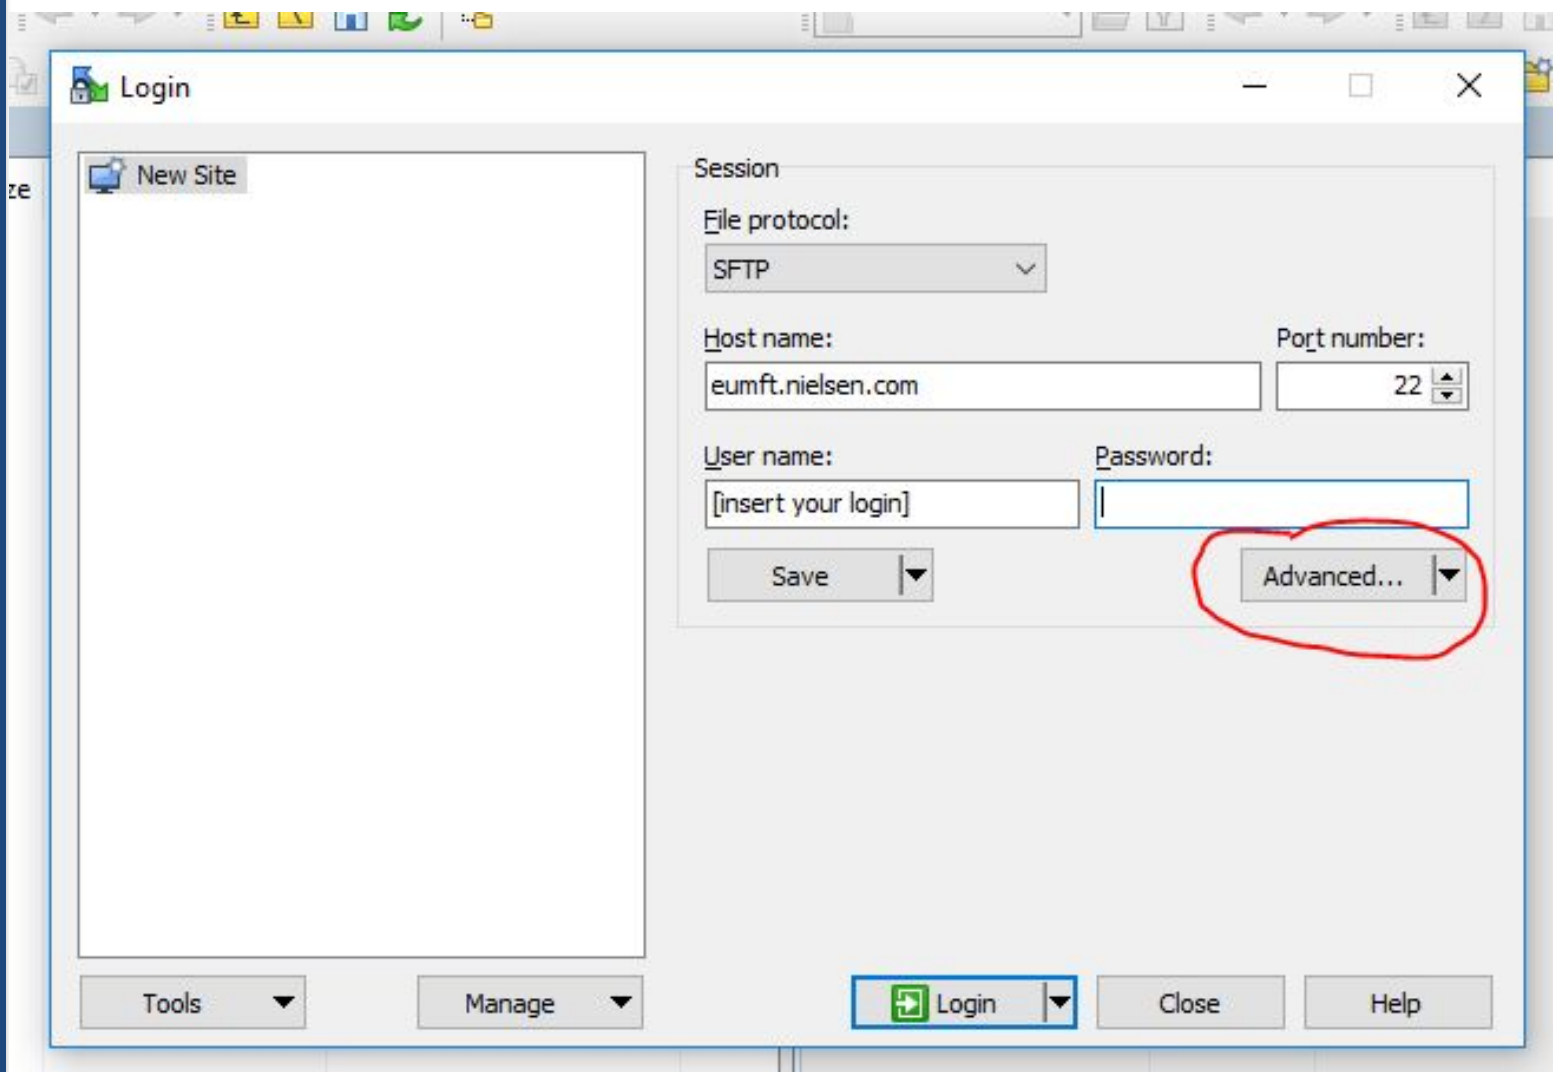 Login
ze
New Site
Session
File protocol:
SFTP
Host name:
Port number:
eumft.nielsen.com
22
User name:
Password:
[insert your login]
Save
Advanced...
Tools
Manage
Login
Close
Help